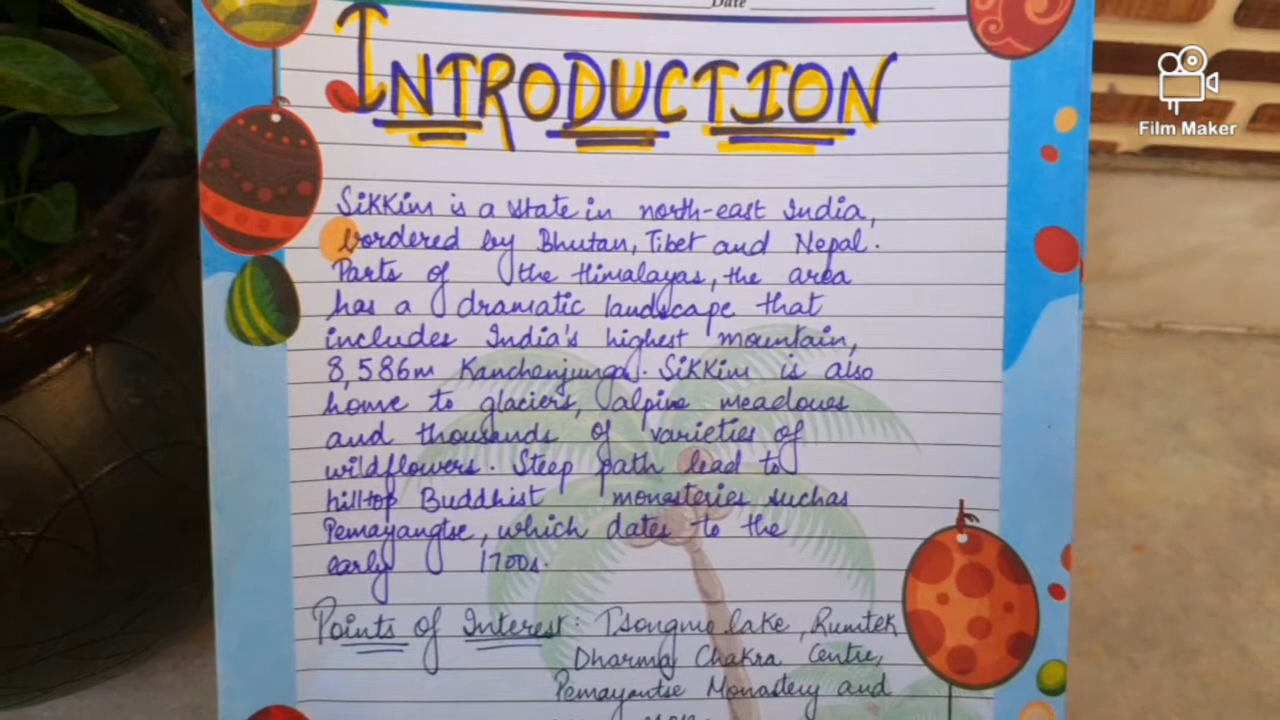 Date
INTRODUCTION
Film Maker
Sikkim is a state in north-east India,
bordered by Bhutan, Tibet and Nepal.
Parts of the Himalayas, the area
has a dramatic landscape that
includes India's highest mountain,
8,586m Kanchenjunga. Sikkim is also
home to glaciers, alpine meadows
and thousands of varieties of
wildflowers. Steep path lead to
hilltop Buddhist monasteries suchas
Pemayangtse, which dates to the
early 1700s.
Points of Interest: Tsongmo lake, Rumtek
Dharma Chakra Centre,
Pemayantse Monastery and